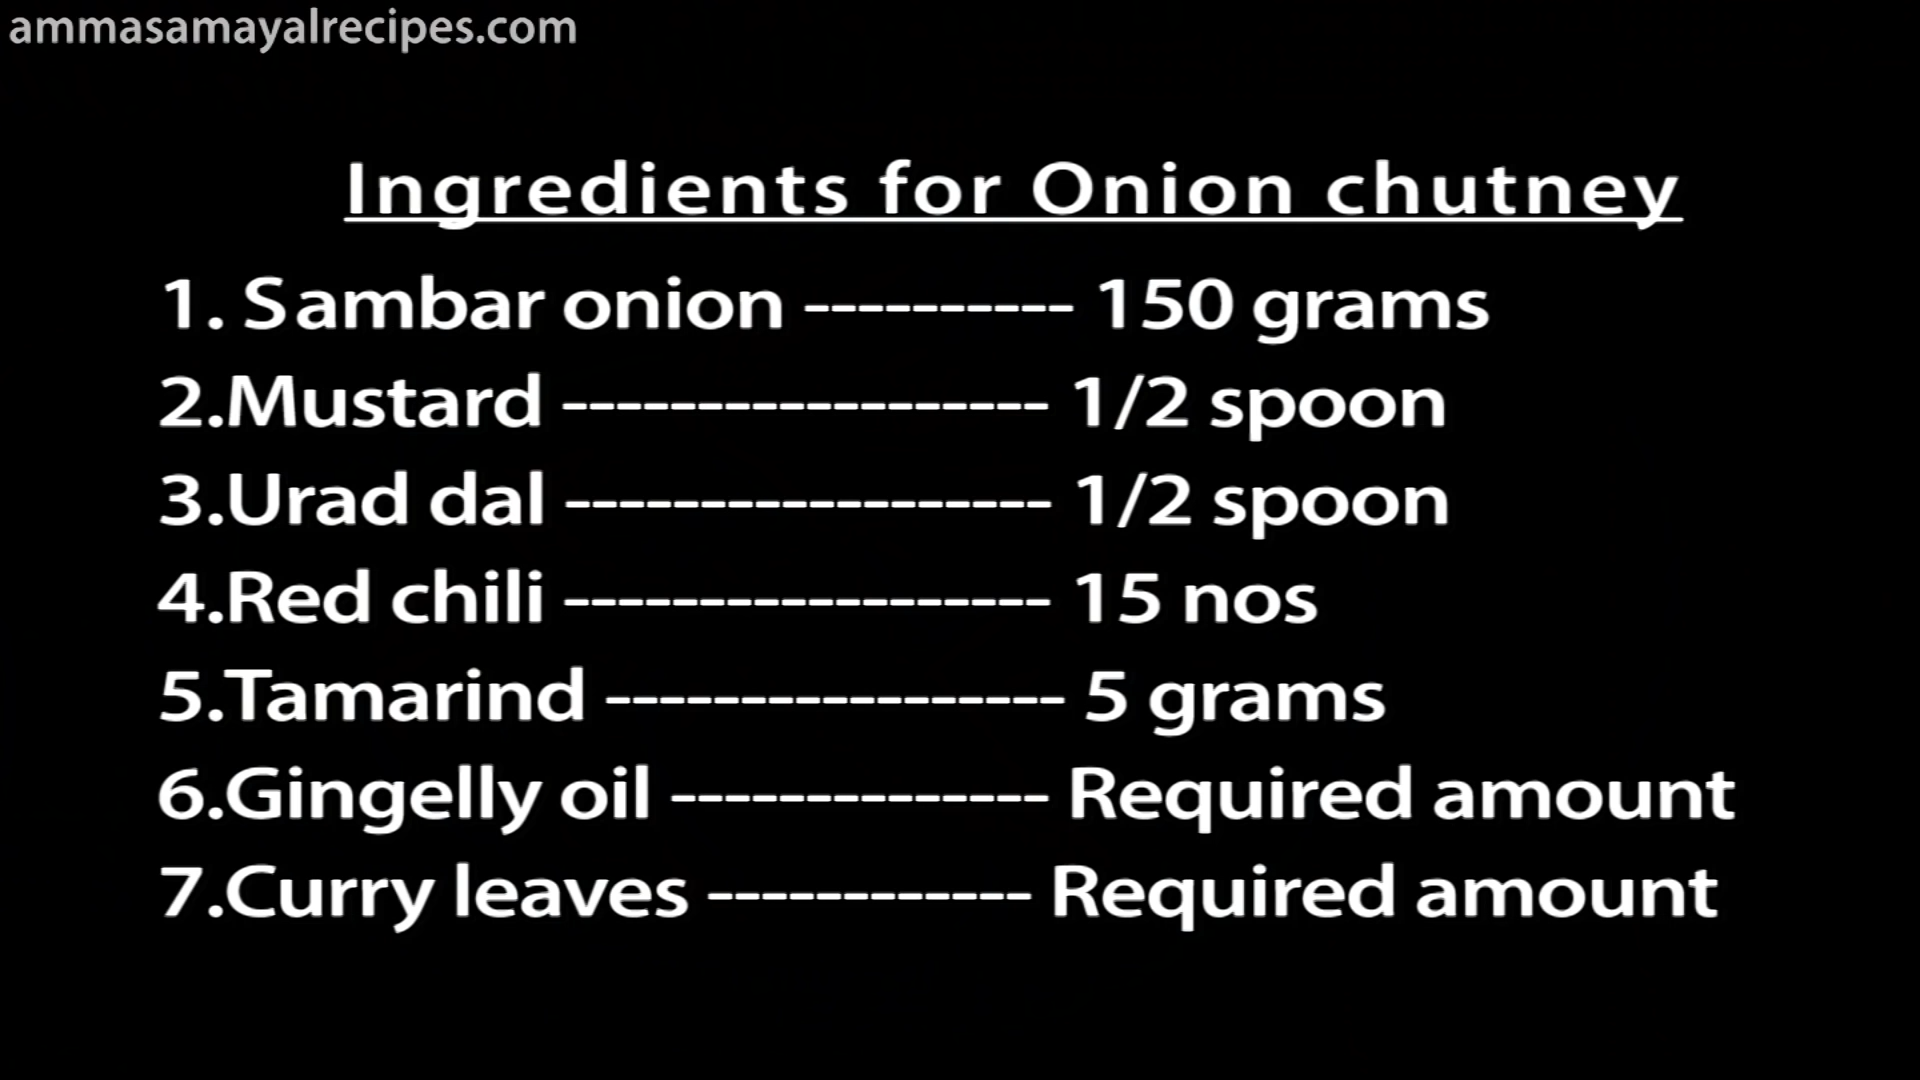 ammasamayalrecipes.com
Ingredients for Onion chutney
1. Sambar onion ---------- 150 grams
2.Mustard ------------------ 1/2 spoon
3.Urad dal ------------------ 1/2 spoon
4.Red chili ------------------ 15 nos
5.Tamarind ----------------- 5 grams
6.Gingelly oil -------------- Required amount
7.Curry leaves ------------ Required amount